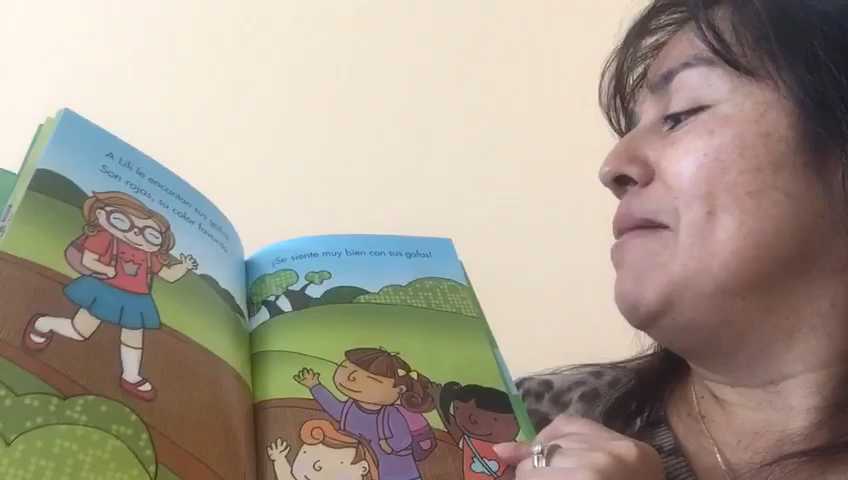 A Lili le encantan sus gafas.
Son rojas, su color favorito.
¡Se siente muy bien con sus gafas!